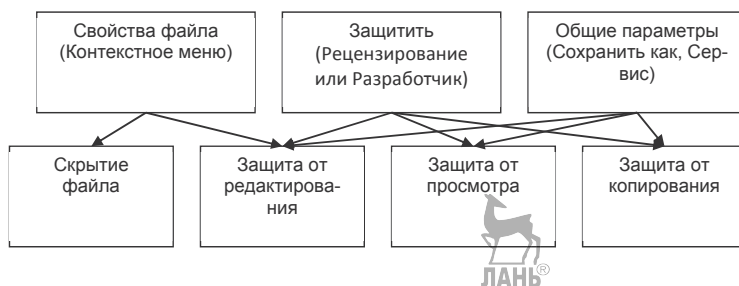 Свойства файла
(Контекстное меню)
Защитить
(Рецензирование
или Разработчик)
Общие параметры
(Сохранить как, Сер-
вис)
Скрытие
файла
Защита от
редактирова-
ния
Защита от
просмотра
Защита от
копирования
ЛАНЬ®